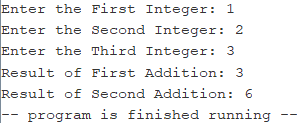 Enter the First Integer: 1
Enter the Second Integer: 2
Enter the Third Integer: 3
Result of First Addition: 3
Result of Second Addition: 6
-- program is finished running --